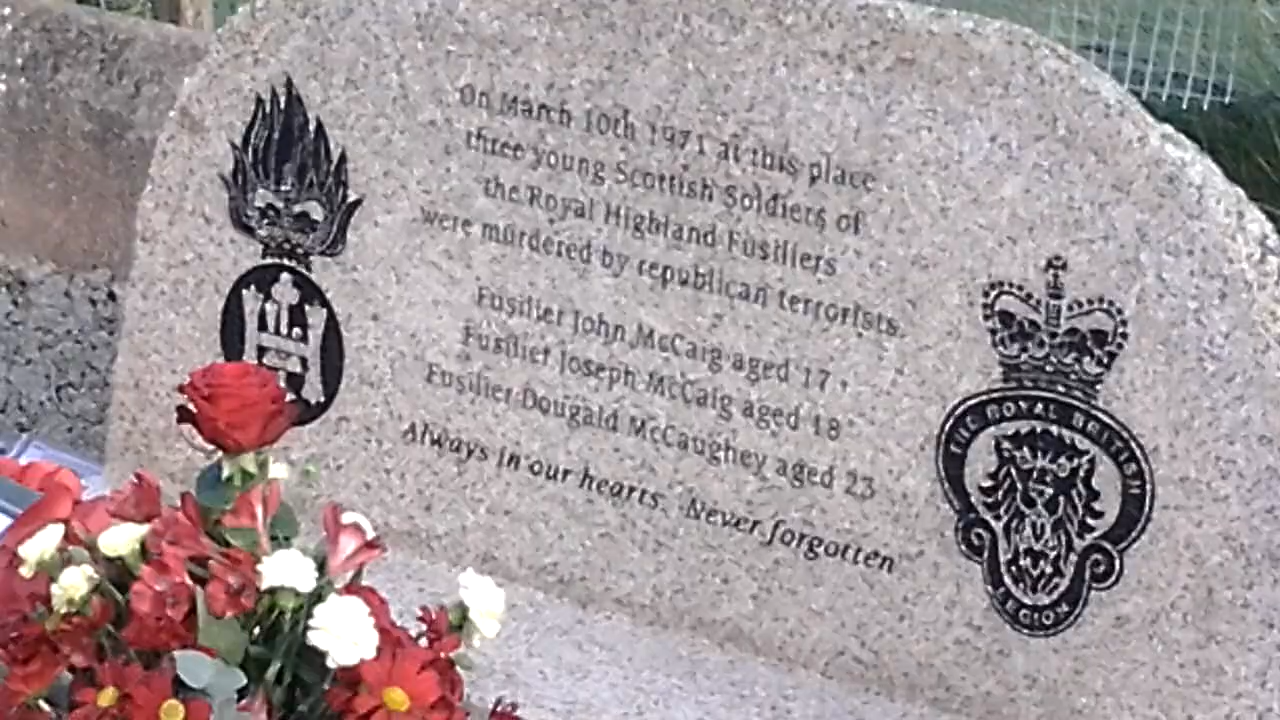 On March 10th 1971 at this place
three young Scottish Soldiers of
the Royal Highland Fusiliers
were murdered by republican terrorists.
Fusilier John McCaig aged 17
Fusilier Joseph McCaig aged 18
Fusilier Dougald McCaughey aged 23
Always in our hearts. Never forgotten
THE ROYAL BRITISH
LEGION